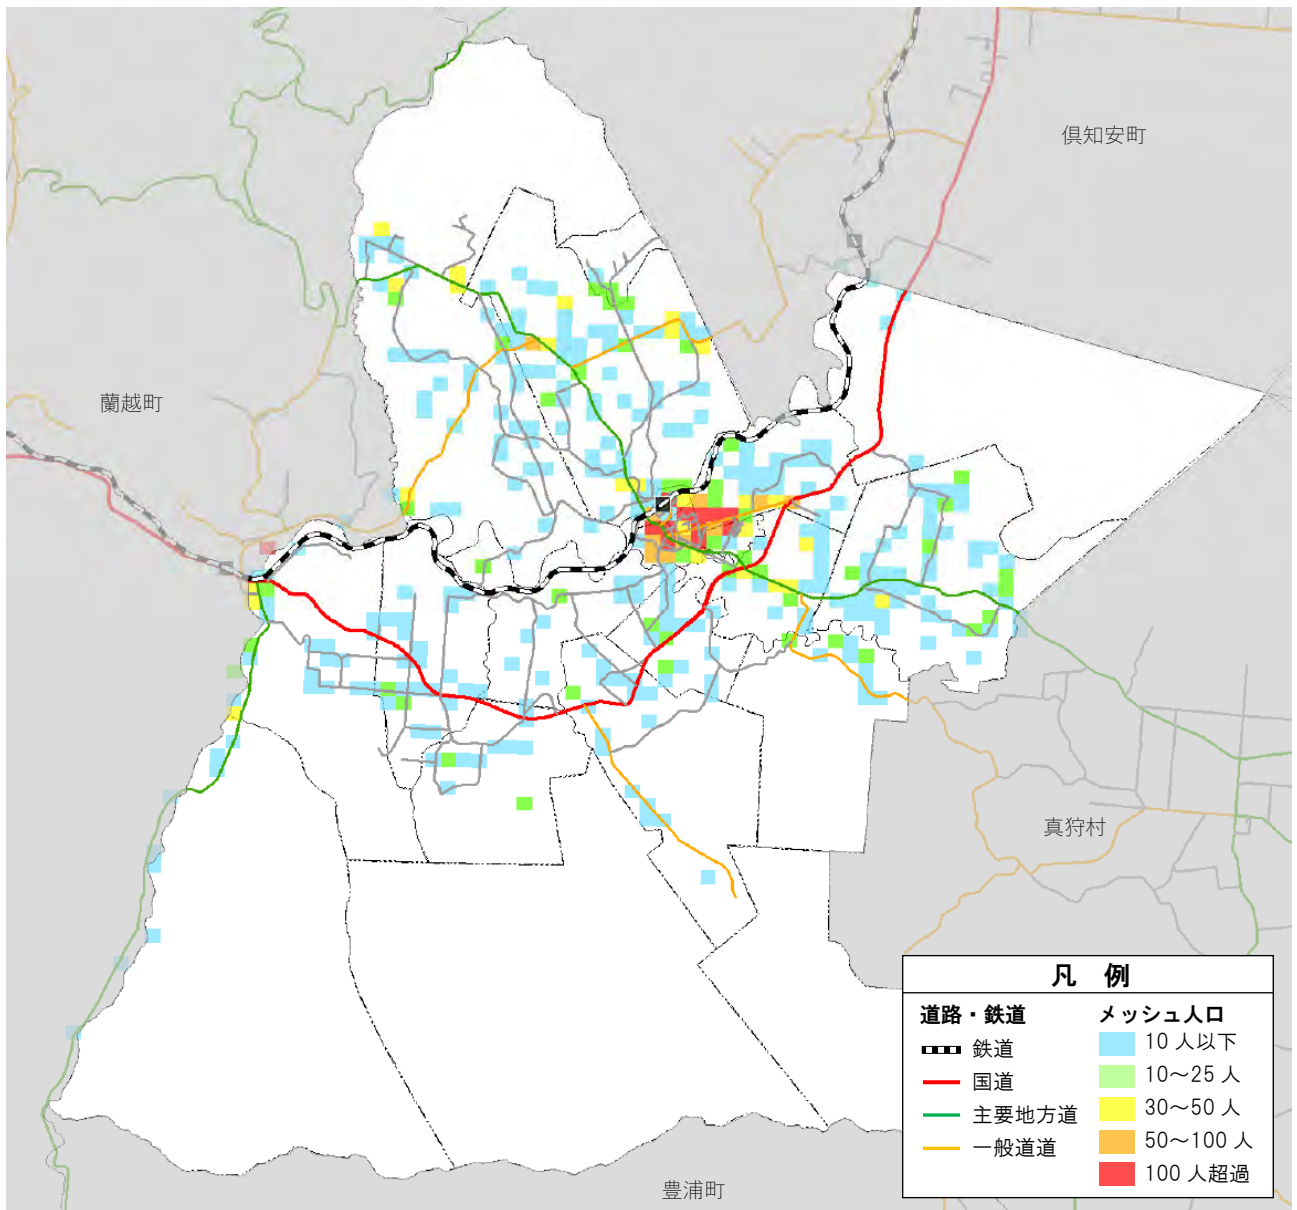 倶知安町
蘭越町
真狩村
豊浦町
凡 例
道路・鉄道
鉄道
国道
主要地方道
一般道道
メッシュ人口
10 人以下
10～25 人
30～50 人
50～100 人
100 人超過